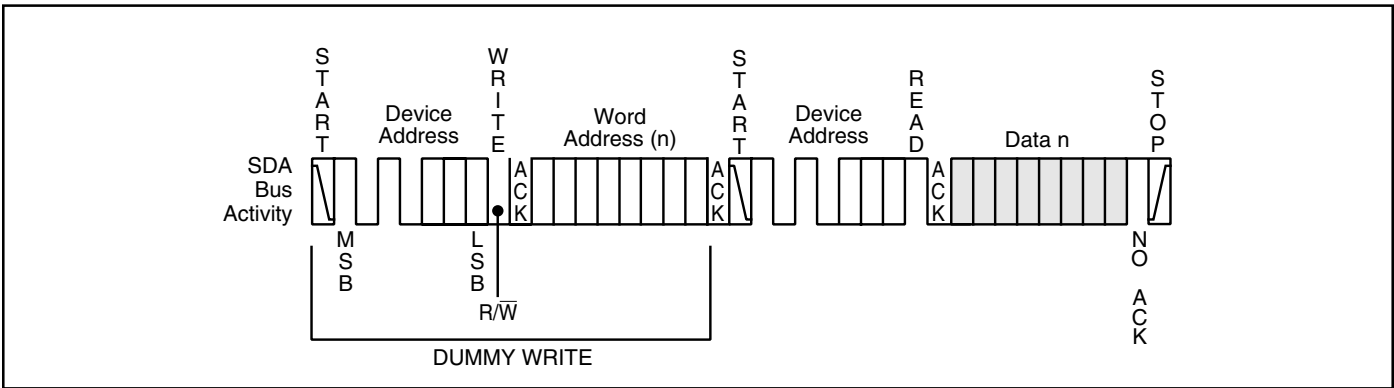 START
WRITE
START
READ
STOP
Device
Address
Word
Address (n)
Device
Address
Data n
SDA
Bus
Activity
ACK
ACK
ACK
MSB
LSB
R/W̅
NO ACK
DUMMY WRITE